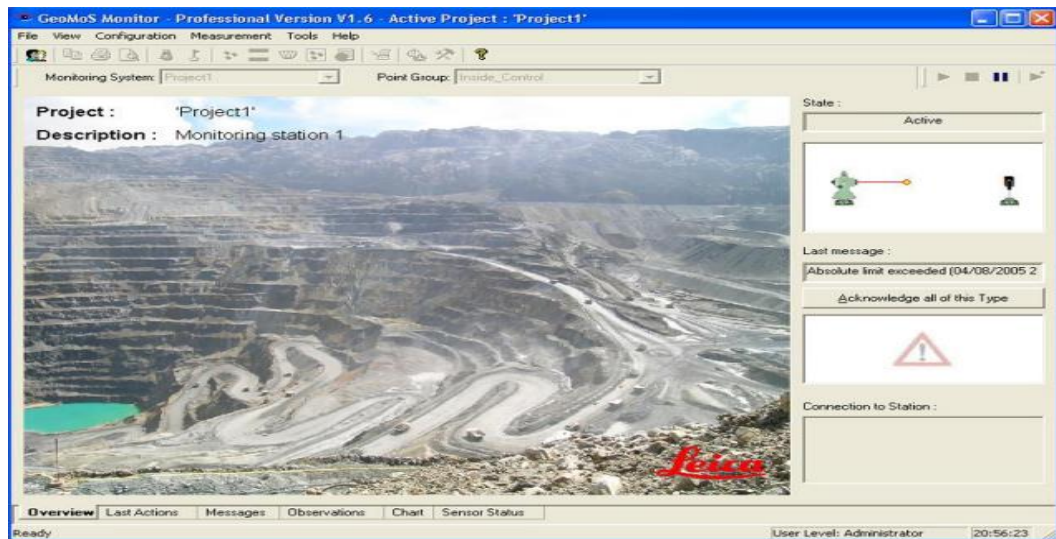 GeoMoS Monitor - Professional Version V1.6 - Active Project : 'Project1'
File View Configuration Measurement Tools Help
Monitoring System: Project1 Point Group: Inside_Control
Project : 'Project1'
Description : Monitoring station 1
State :
Active
Last message :
Absolute limit exceeded (04/08/2005 2
Acknowledge all of this Type
Connection to Station :
Leica
Overview Last Actions Messages Observations Chart Sensor Status
Ready User Level: Administrator 20:56:23